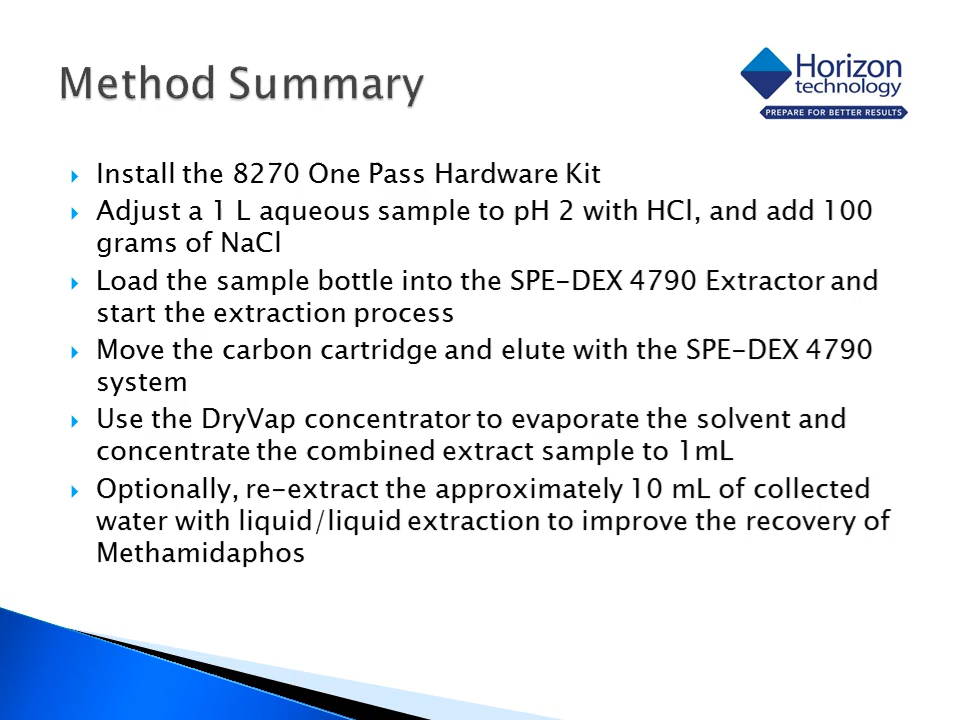 Method Summary
Horizon
technology
PREPARE FOR BETTER RESULTS
Install the 8270 One Pass Hardware Kit
Adjust a 1 L aqueous sample to pH 2 with HCl, and add 100
grams of NaCl
Load the sample bottle into the SPE-DEX 4790 Extractor and
start the extraction process
Move the carbon cartridge and elute with the SPE-DEX 4790
system
Use the DryVap concentrator to evaporate the solvent and
concentrate the combined extract sample to 1mL
Optionally, re-extract the approximately 10 mL of collected
water with liquid/liquid extraction to improve the recovery of
Methamidaphos